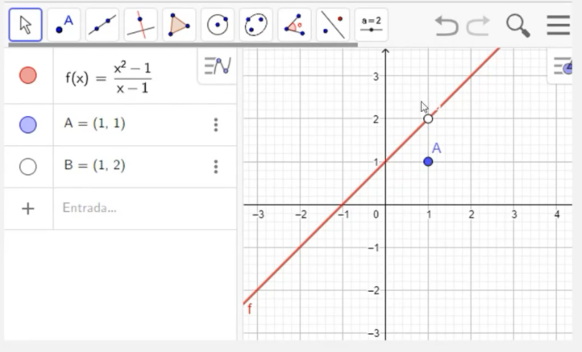 A
a=2
f(x) = x² − 1 / x − 1
A = (1, 1)
B = (1, 2)
+ Entrada...
3
2
A
1
−3 −2 −1 0 1 2 3 4
−1
−2
f
−3